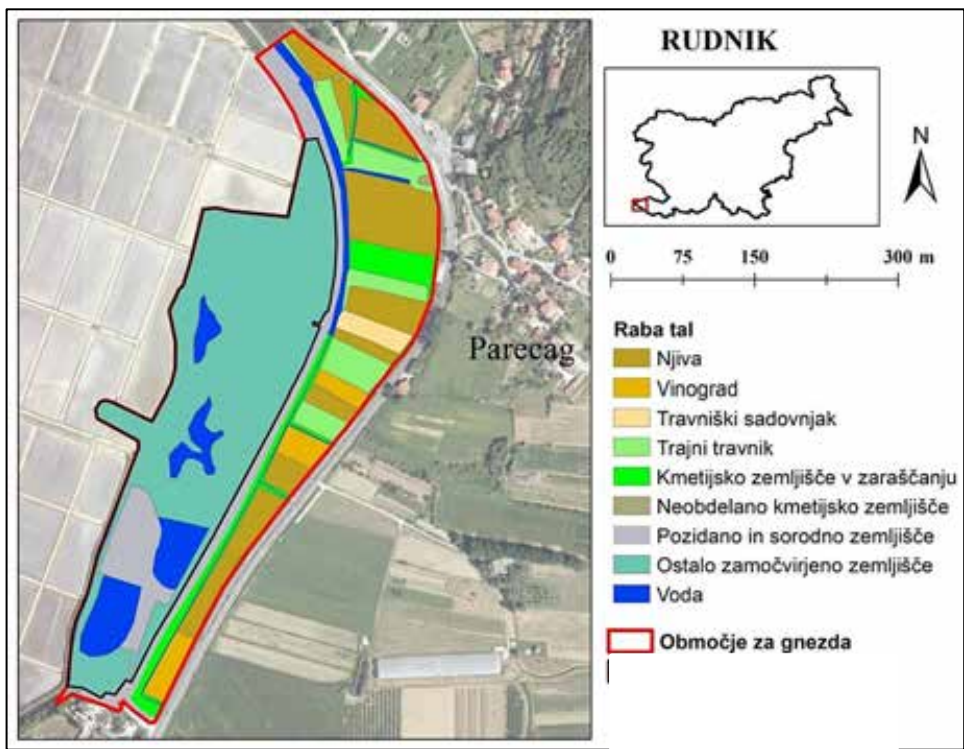 RUDNIK
N
0 75 150 300 m
Parecag
Raba tal
Njiva
Vinograd
Travniški sadovnjak
Trajni travnik
Kmetijsko zemljišče v zaraščanju
Neobdelano kmetijsko zemljišče
Pozidano in sorodno zemljišče
Ostalo zamočvirjeno zemljišče
Voda
Območje za gnezda